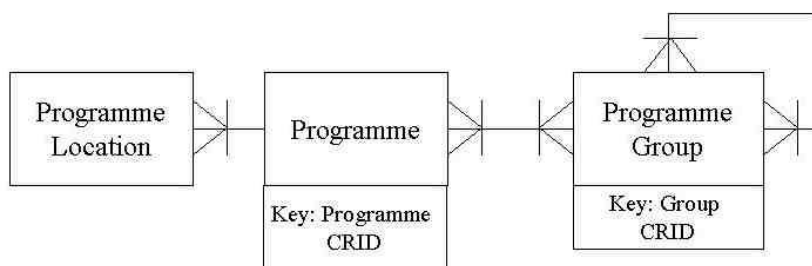 Programme
Location
Programme
Key: Programme
CRID
Programme
Group
Key: Group
CRID